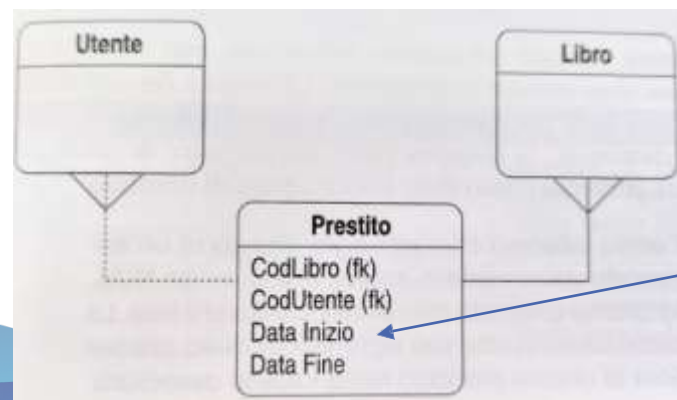 Utente
Libro
Prestito
CodLibro (fk)
CodUtente (fk)
Data Inizio
Data Fine